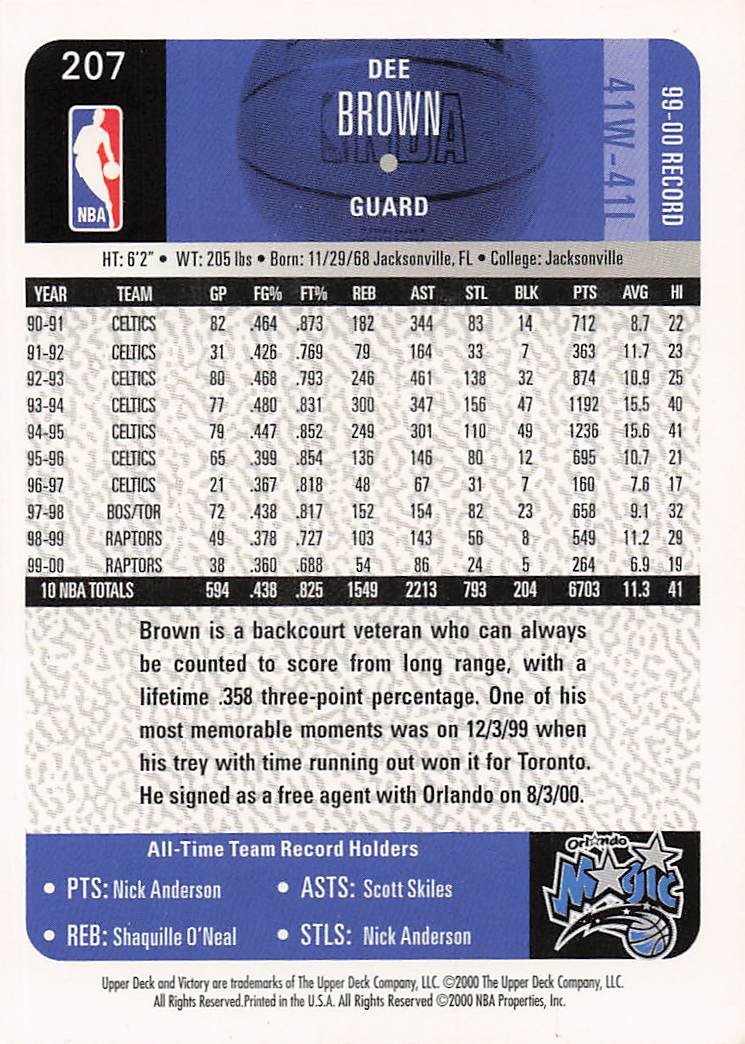 207
DEE
BROWN
GUARD
NBA
NBA
41W-41L
99-00 RECORD
HT: 6'2" • WT: 205 lbs • Born: 11/29/68 Jacksonville, FL • College: Jacksonville
YEAR TEAM GP FG% FT% REB AST STL BLK PTS AVG HI
90-91 CELTICS 82 .464 .873 182 344 83 14 712 8.7 22
91-92 CELTICS 31 .426 .769 79 164 33 7 363 11.7 23
92-93 CELTICS 80 .468 .793 246 461 138 32 874 10.9 25
93-94 CELTICS 77 .480 .831 300 347 156 47 1192 15.5 40
94-95 CELTICS 79 .447 .852 249 301 110 49 1236 15.6 41
95-96 CELTICS 65 .399 .854 136 146 80 12 695 10.7 21
96-97 CELTICS 21 .367 .818 48 67 31 7 160 7.6 17
97-98 BOS/TOR 72 .438 .817 152 154 82 23 658 9.1 32
98-99 RAPTORS 49 .378 .727 103 143 56 8 549 11.2 29
99-00 RAPTORS 38 .360 .688 54 86 24 5 264 6.9 19
10 NBA TOTALS 594 .438 .825 1549 2213 793 204 6703 11.3 41
Brown is a backcourt veteran who can always
be counted to score from long range, with a
lifetime .358 three-point percentage. One of his
most memorable moments was on 12/3/99 when
his trey with time running out won it for Toronto.
He signed as a free agent with Orlando on 8/3/00.
All-Time Team Record Holders
• PTS: Nick Anderson • ASTS: Scott Skiles
• REB: Shaquille O'Neal • STLS: Nick Anderson
Orlando
Magic
Upper Deck and Victory are trademarks of The Upper Deck Company, LLC. ©2000 The Upper Deck Company, LLC.
All Rights Reserved.Printed in the U.S.A. All Rights Reserved ©2000 NBA Properties, Inc.